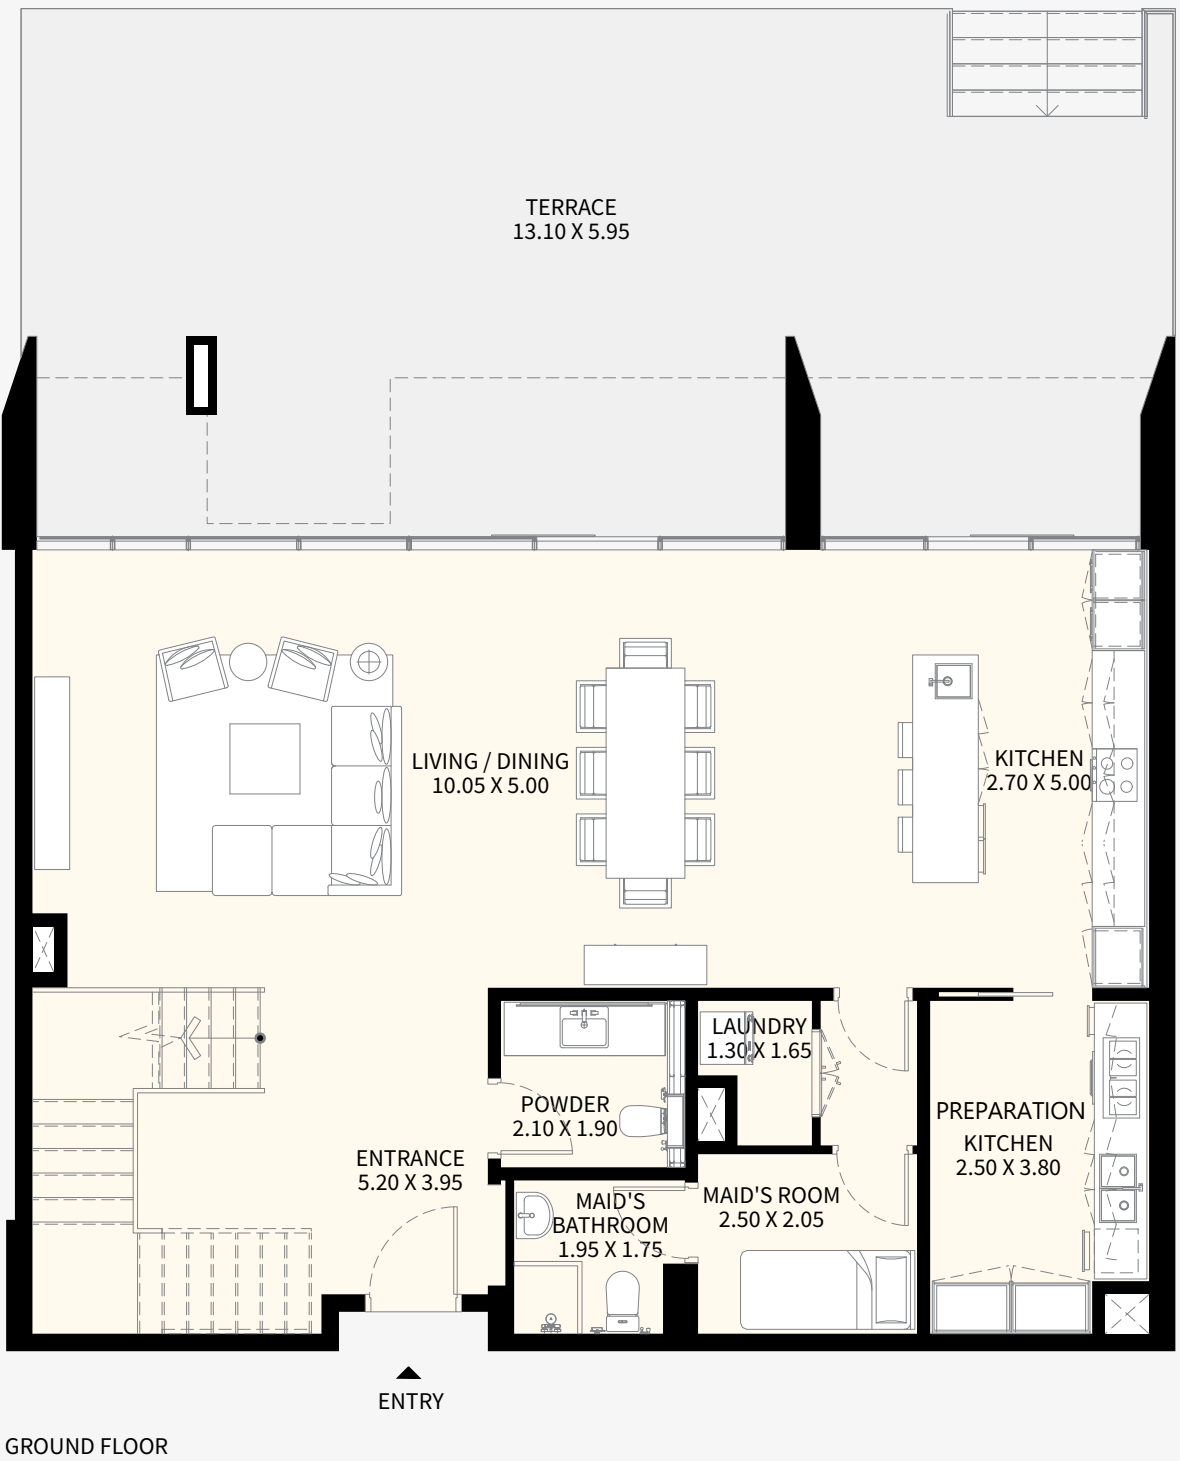 TERRACE
13.10 X 5.95
LIVING / DINING
10.05 X 5.00
KITCHEN
2.70 X 5.00
LAUNDRY
1.30 X 1.65
POWDER
2.10 X 1.90
PREPARATION
KITCHEN
2.50 X 3.80
ENTRANCE
5.20 X 3.95
MAID'S
BATHROOM
1.95 X 1.75
MAID'S ROOM
2.50 X 2.05
ENTRY
GROUND FLOOR